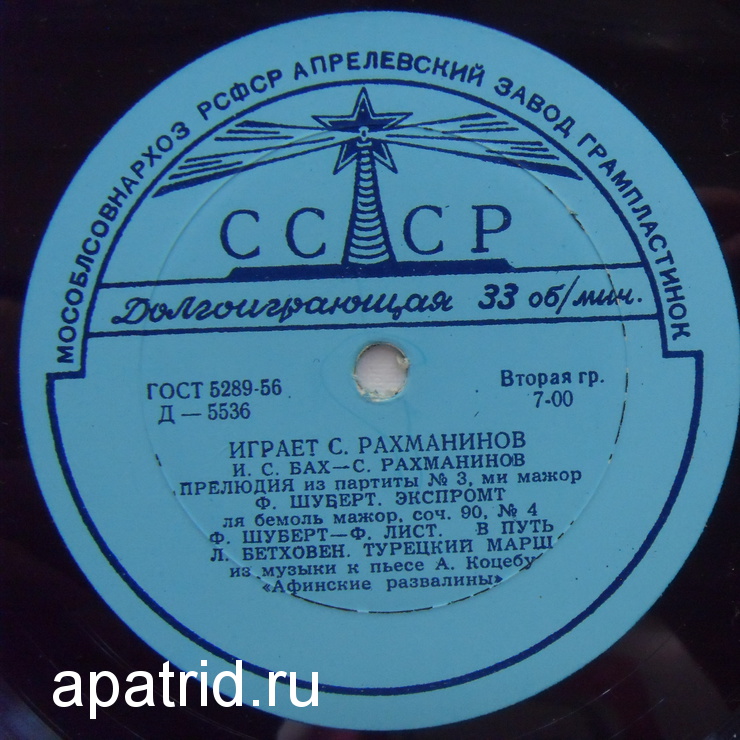 МОСОБЛСОВНАРХОЗ РСФСР АПРЕЛЕВСКИЙ ЗАВОД ГРАМПЛАСТИНОК
СССР
Долгоиграющая 33 об/мин.
ГОСТ 5289-56
Д — 5536
Вторая гр.
7-00
ИГРАЕТ С. РАХМАНИНОВ
И. С. БАХ—С. РАХМАНИНОВ
ПРЕЛЮДИЯ из партиты № 3, ми мажор
Ф. ШУБЕРТ. ЭКСПРОМТ
ля бемоль мажор, соч. 90, № 4
Ф. ШУБЕРТ—Ф. ЛИСТ. В ПУТЬ
Л. БЕТХОВЕН. ТУРЕЦКИЙ МАРШ
из музыки к пьесе А. Коцебу
«Афинские развалины»
apatrid.ru